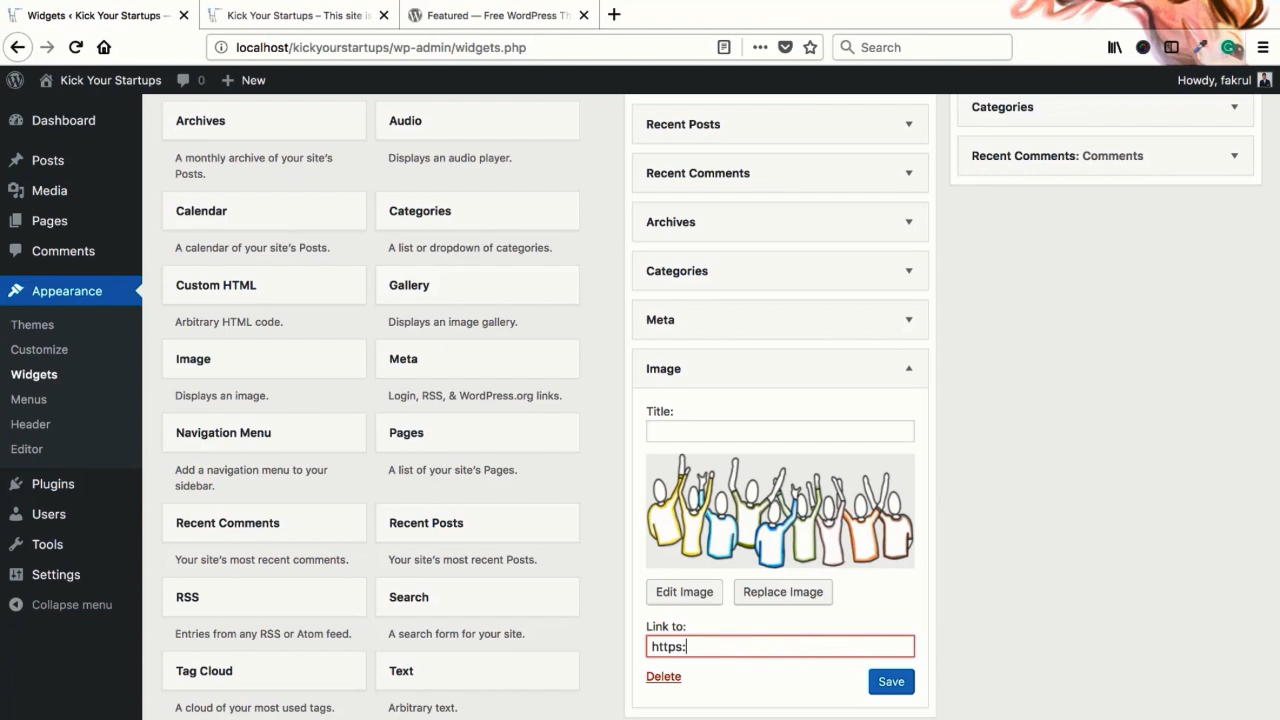 Widgets ‹ Kick Your Startups —
Kick Your Startups – This site is
Featured — Free WordPress Th
localhost/kickyourstartups/wp-admin/widgets.php
Search
Kick Your Startups
0
New
Howdy, fakrul
Dashboard
Posts
Media
Pages
Comments
Appearance
Themes
Customize
Widgets
Menus
Header
Editor
Plugins
Users
Tools
Settings
Collapse menu
Archives
A monthly archive of your site's
Posts.
Audio
Displays an audio player.
Calendar
A calendar of your site's Posts.
Categories
A list or dropdown of categories.
Custom HTML
Arbitrary HTML code.
Gallery
Displays an image gallery.
Image
Displays an image.
Meta
Login, RSS, & WordPress.org links.
Navigation Menu
Add a navigation menu to your
sidebar.
Pages
A list of your site's Pages.
Recent Comments
Your site's most recent comments.
Recent Posts
Your site's most recent Posts.
RSS
Entries from any RSS or Atom feed.
Search
A search form for your site.
Tag Cloud
A cloud of your most used tags.
Text
Arbitrary text.
Recent Posts
Recent Comments
Archives
Categories
Meta
Image
Title:
Edit Image
Replace Image
Link to:
https:
Delete
Save
Categories
Recent Comments: Comments